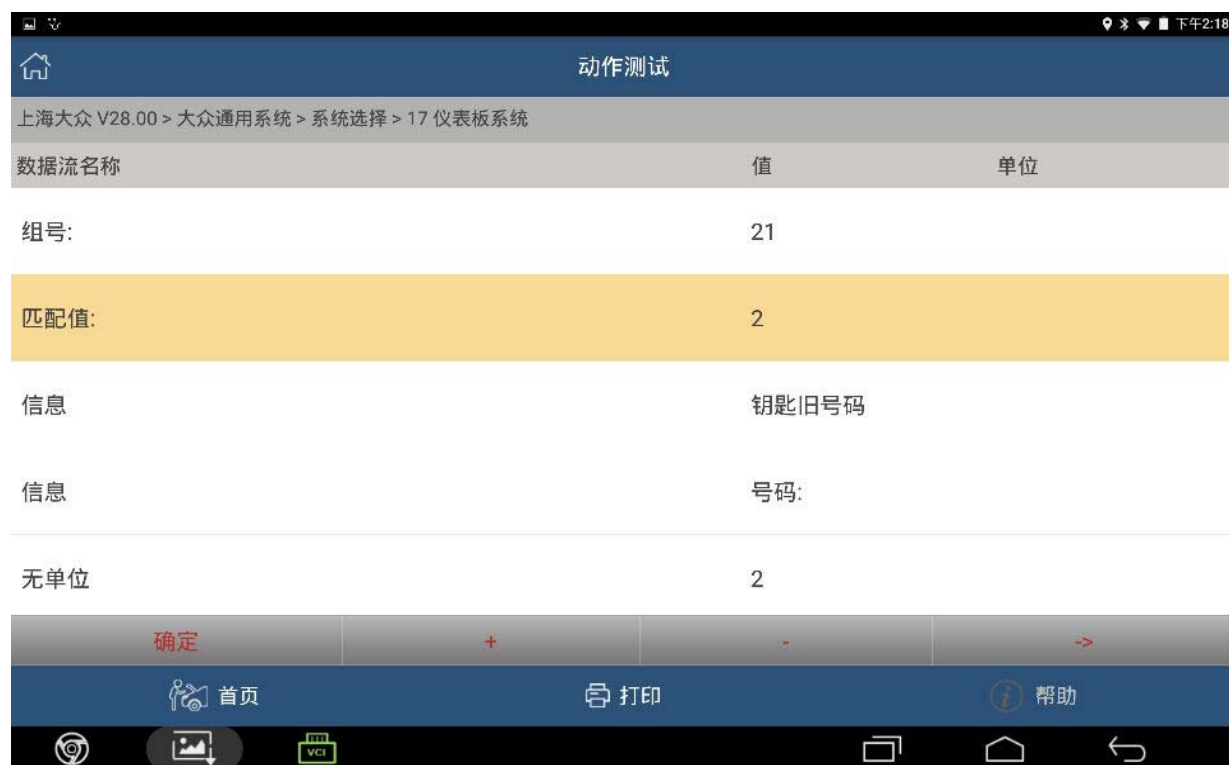 下午2:18
动作测试
上海大众 V28.00 > 大众通用系统 > 系统选择 > 17 仪表板系统
数据流名称 值 单位
组号: 21
匹配值: 2
信息 钥匙旧号码
信息 号码:
无单位 2
确定 + - ->
首页 打印 i 帮助
VCI